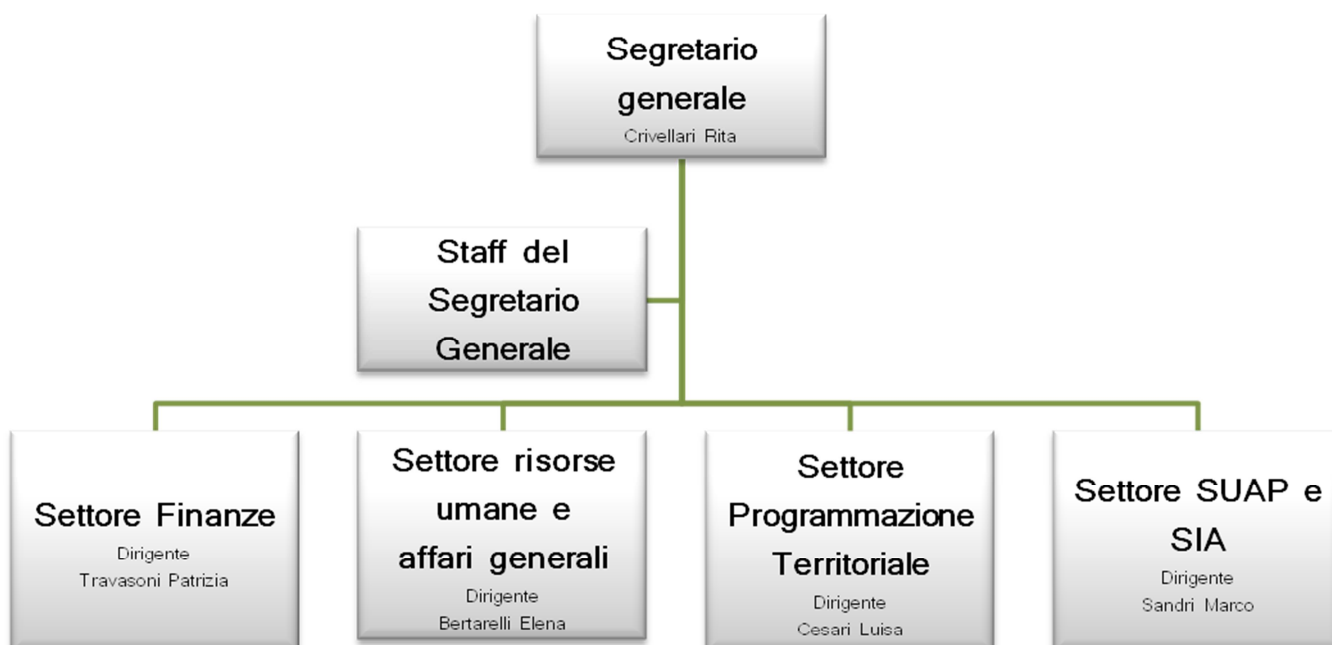 Segretario
generale
Crivellari Rita
Staff del
Segretario
Generale
Settore Finanze
Dirigente
Travasoni Patrizia
Settore risorse
umane e
affari generali
Dirigente
Bertarelli Elena
Settore
Programmazione
Territoriale
Dirigente
Cesari Luisa
Settore SUAP e
SIA
Dirigente
Sandri Marco